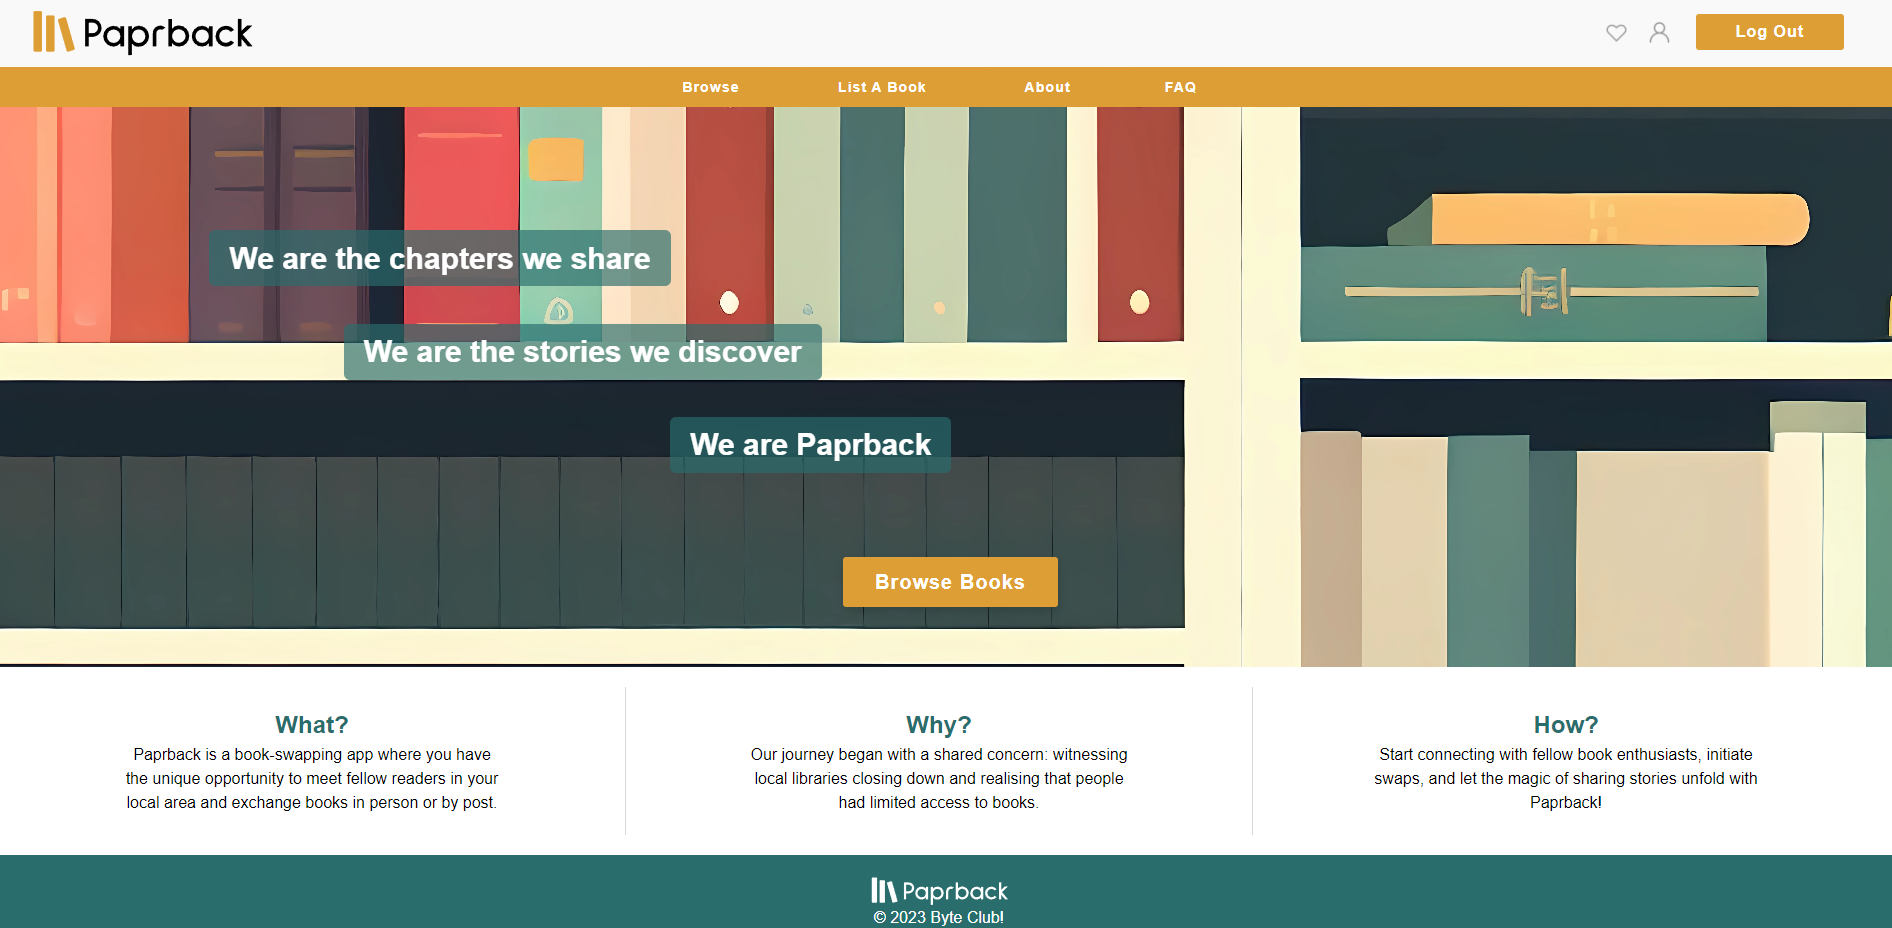 Paprback
Log Out
Browse
List A Book
About
FAQ
We are the chapters we share
We are the stories we discover
We are Paprback
Browse Books
What?
Paprback is a book-swapping app where you have
the unique opportunity to meet fellow readers in your
local area and exchange books in person or by post.
Why?
Our journey began with a shared concern: witnessing
local libraries closing down and realising that people
had limited access to books.
How?
Start connecting with fellow book enthusiasts, initiate
swaps, and let the magic of sharing stories unfold with
Paprback!
Paprback
© 2023 Byte Club!